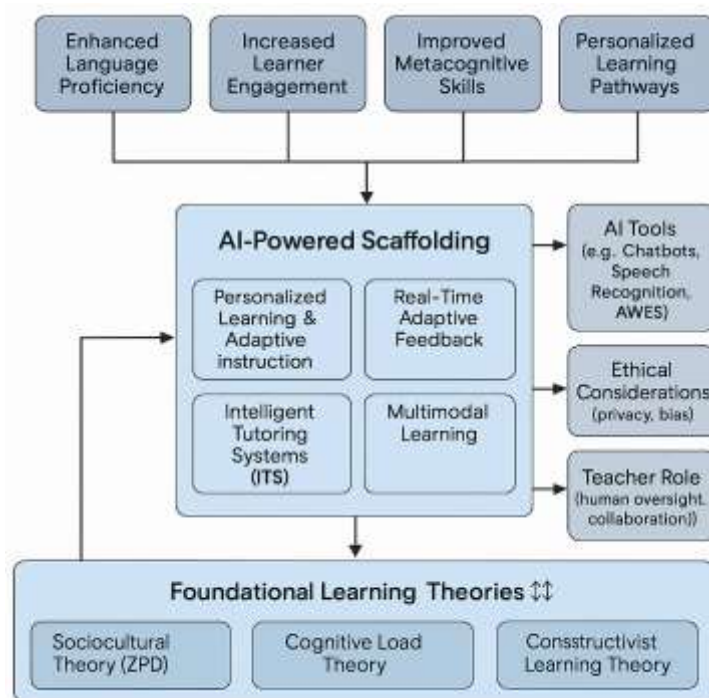 Enhanced
Language
Proficiency
Increased
Learner
Engagement
Improved
Metacognitive
Skills
Personalized
Learning
Pathways
AI-Powered Scaffolding
Personalized
Learning &
Adaptive
instruction
Real-Time
Adaptive
Feedback
Intelligent
Tutoring
Systems
(ITS)
Multimodal
Learning
AI Tools
(e.g. Chatbots,
Speech
Recognition,
AWES)
Ethical
Considerations
(privacy, bias)
Teacher Role
(human oversight.
collaboration))
Foundational Learning Theories ↕↕
Sociocultural
Theory (ZPD)
Cognitive Load
Theory
Consstructivist
Learning Theory